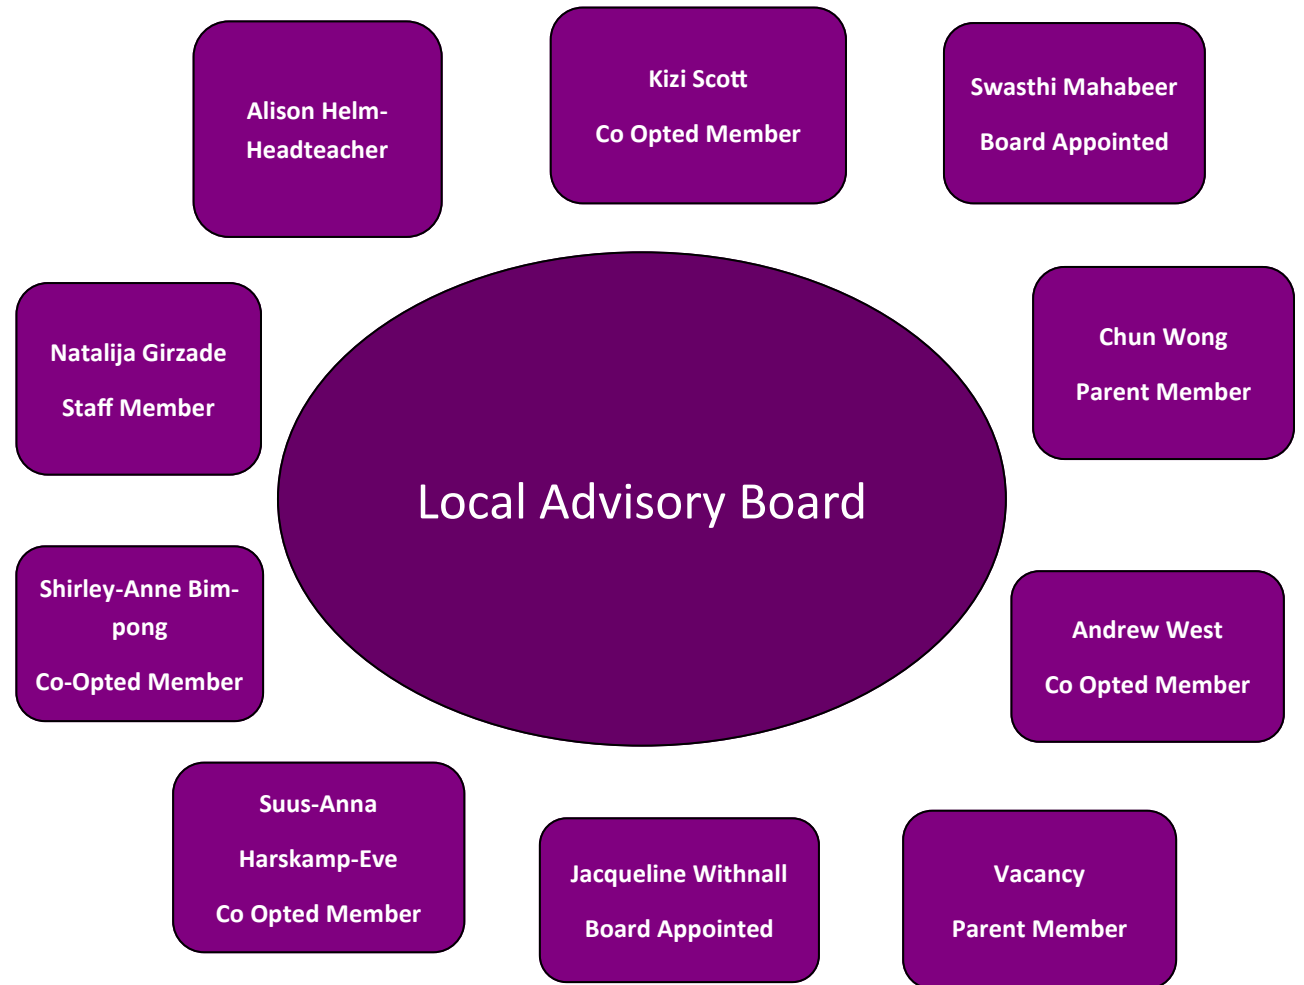 Alison Helm-
Headteacher
Kizi Scott
Co Opted Member
Swasthi Mahabeer
Board Appointed
Natalija Girzade
Staff Member
Chun Wong
Parent Member
Local Advisory Board
Shirley-Anne Bim-
pong
Co-Opted Member
Andrew West
Co Opted Member
Suus-Anna
Harskamp-Eve
Co Opted Member
Jacqueline Withnall
Board Appointed
Vacancy
Parent Member